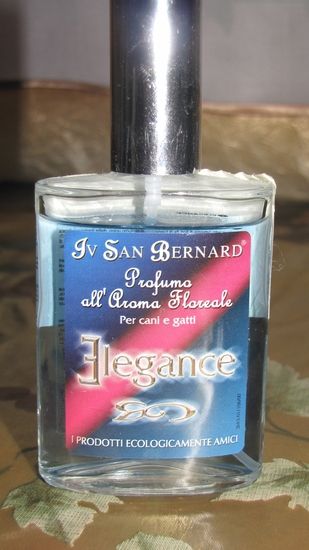 IV SAN BERNARD®
Profumo
all'Aroma Floreale
Per cani e gatti
Elegance
I PRODOTTI ECOLOGICAMENTE AMICI